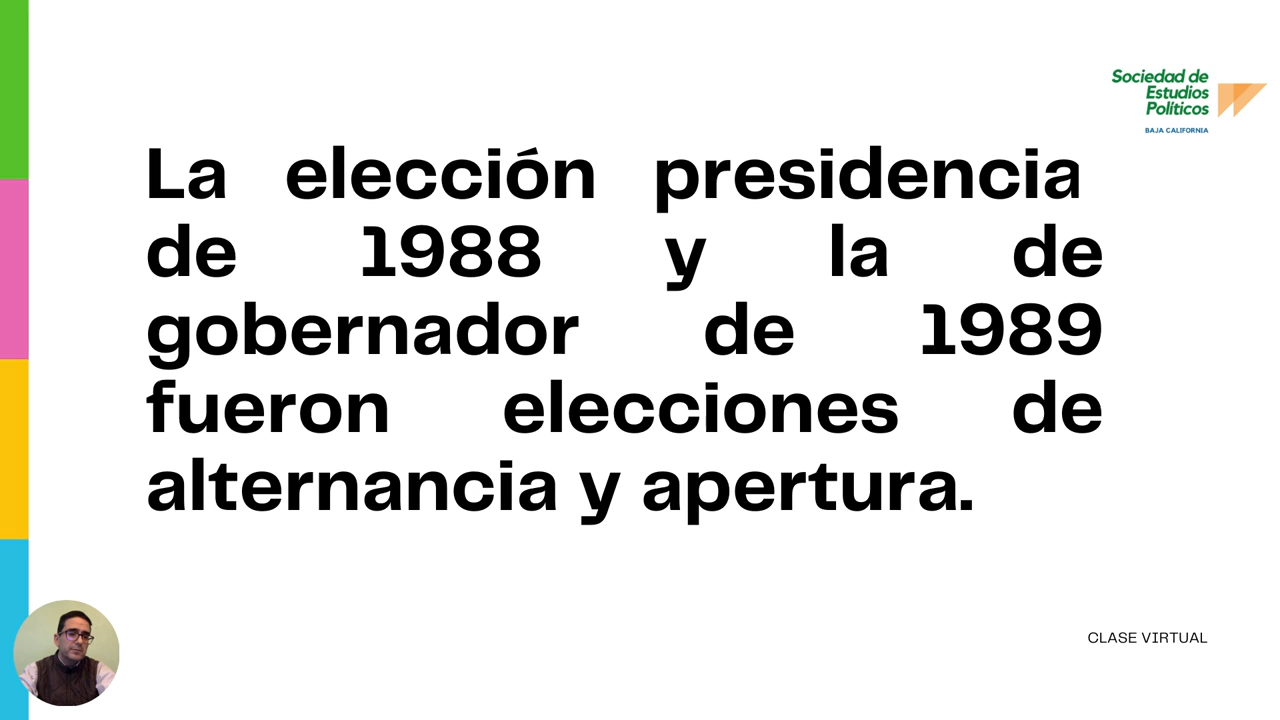 Sociedad de
Estudios
Políticos
BAJA CALIFORNIA
La elección presidencia
de 1988 y la de
gobernador de 1989
fueron elecciones de
alternancia y apertura.
CLASE VIRTUAL